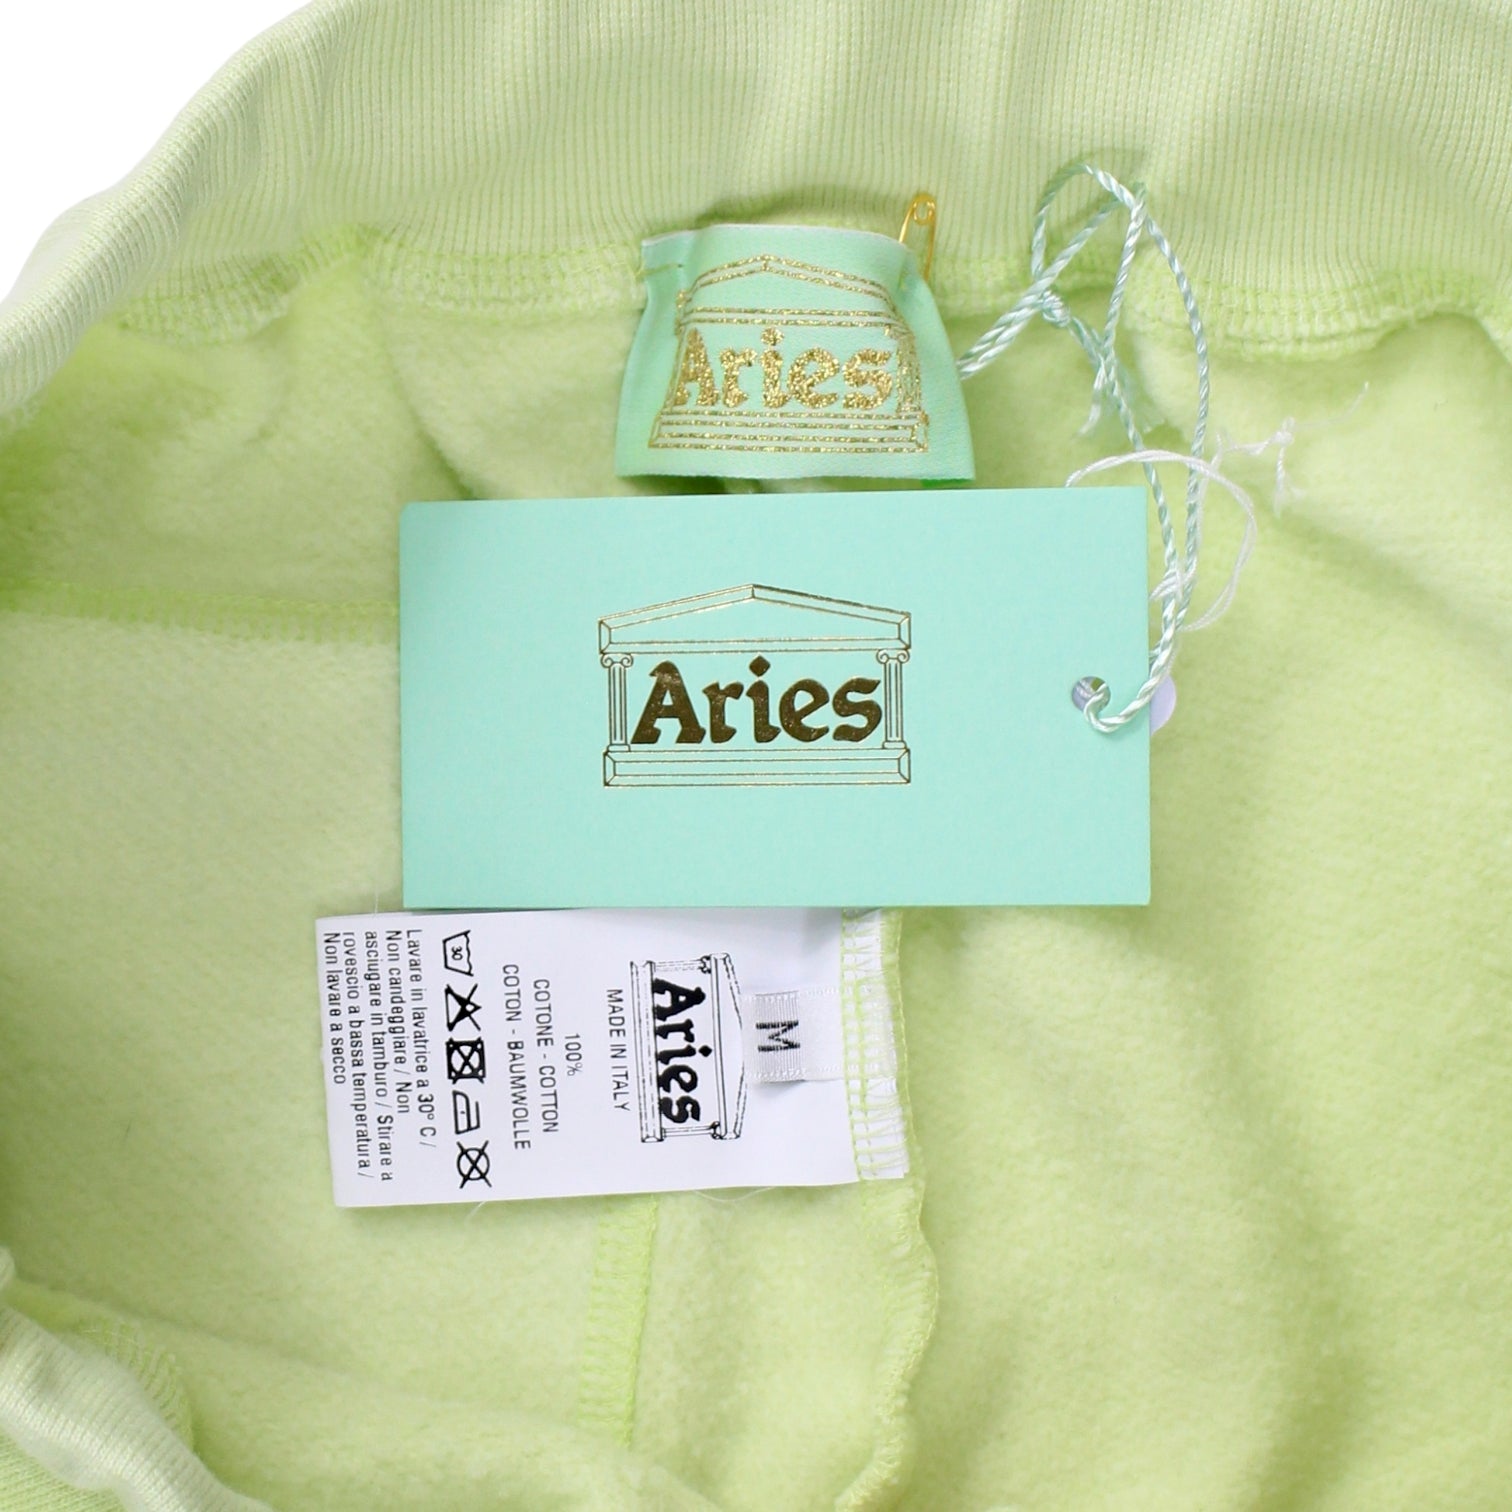 Aries
Aries
M
Aries
MADE IN ITALY
100%
COTONE - COTTON
COTON - BAUMWOLLE
30
Lavare in lavatrice a 30° C /
Non candeggiare / Non
asciugare in tamburo / Stirare a
rovescio a bassa temperatura /
Non lavare a secco